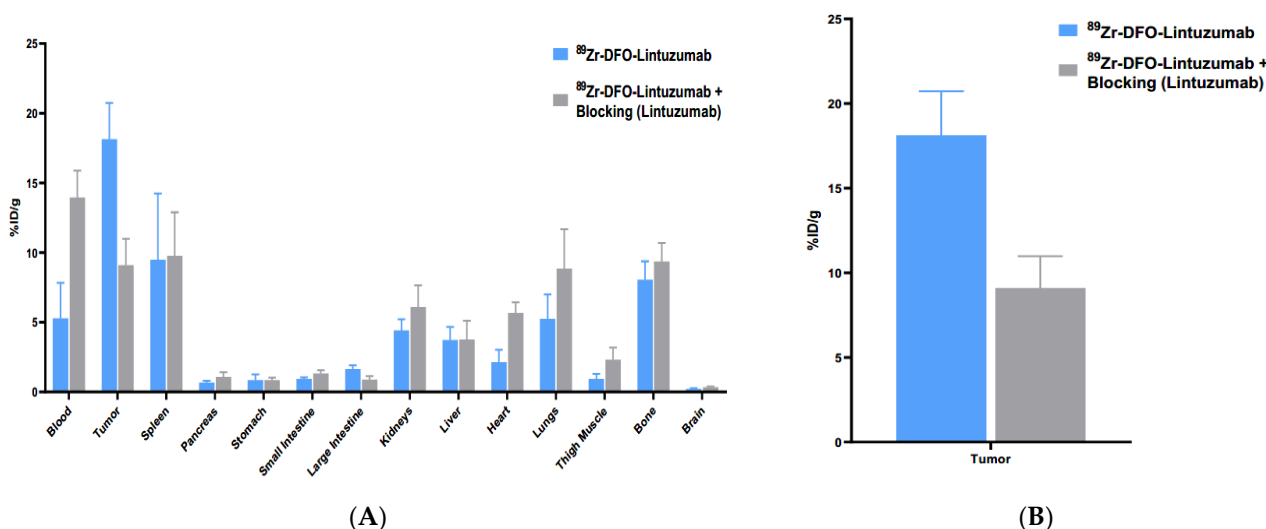 ⁸⁹Zr-DFO-Lintuzumab
⁸⁹Zr-DFO-Lintuzumab +
Blocking (Lintuzumab)
%ID/g
25
20
15
10
5
0
Blood
Tumor
Spleen
Pancreas
Stomach
Small Intestine
Large Intestine
Kidneys
Liver
Heart
Lungs
Thigh Muscle
Bone
Brain
(A)
⁸⁹Zr-DFO-Lintuzumab
⁸⁹Zr-DFO-Lintuzumab +
Blocking (Lintuzumab)
%ID/g
25
20
15
10
5
0
Tumor
(B)